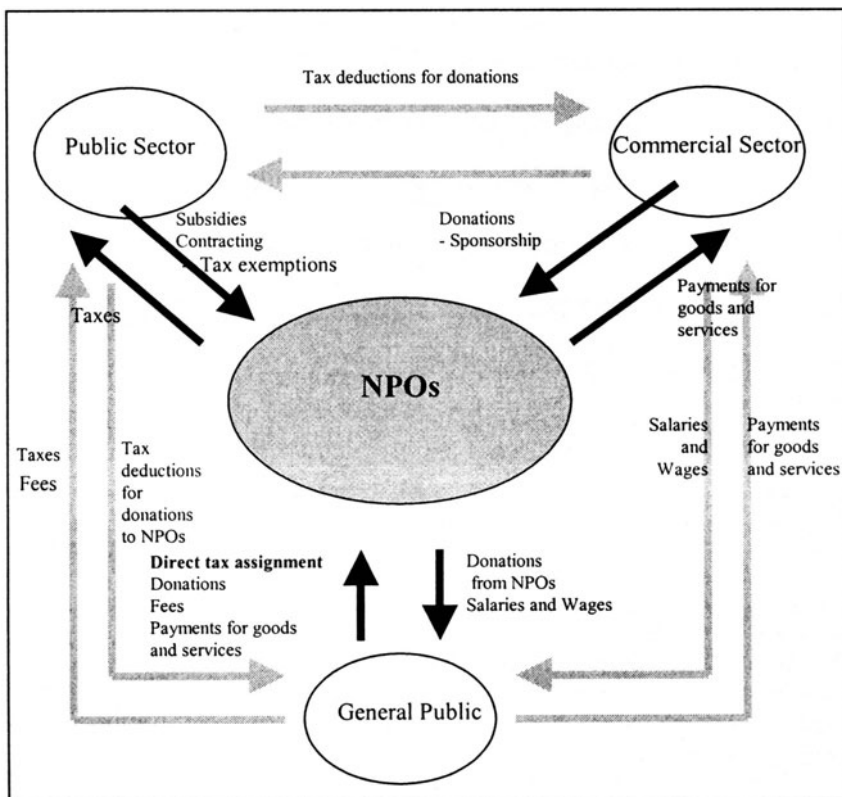 Tax deductions for donations
Public Sector
Commercial Sector
Subsidies
Contracting
- Tax exemptions
Donations
- Sponsorship
Taxes
Payments for
goods and
services
NPOs
Taxes
Fees
Tax
deductions
for
donations
to NPOs
Salaries
and
Wages
Payments
for goods
and services
Direct tax assignment
Donations
Fees
Payments for goods
and services
Donations
from NPOs
Salaries and Wages
General Public